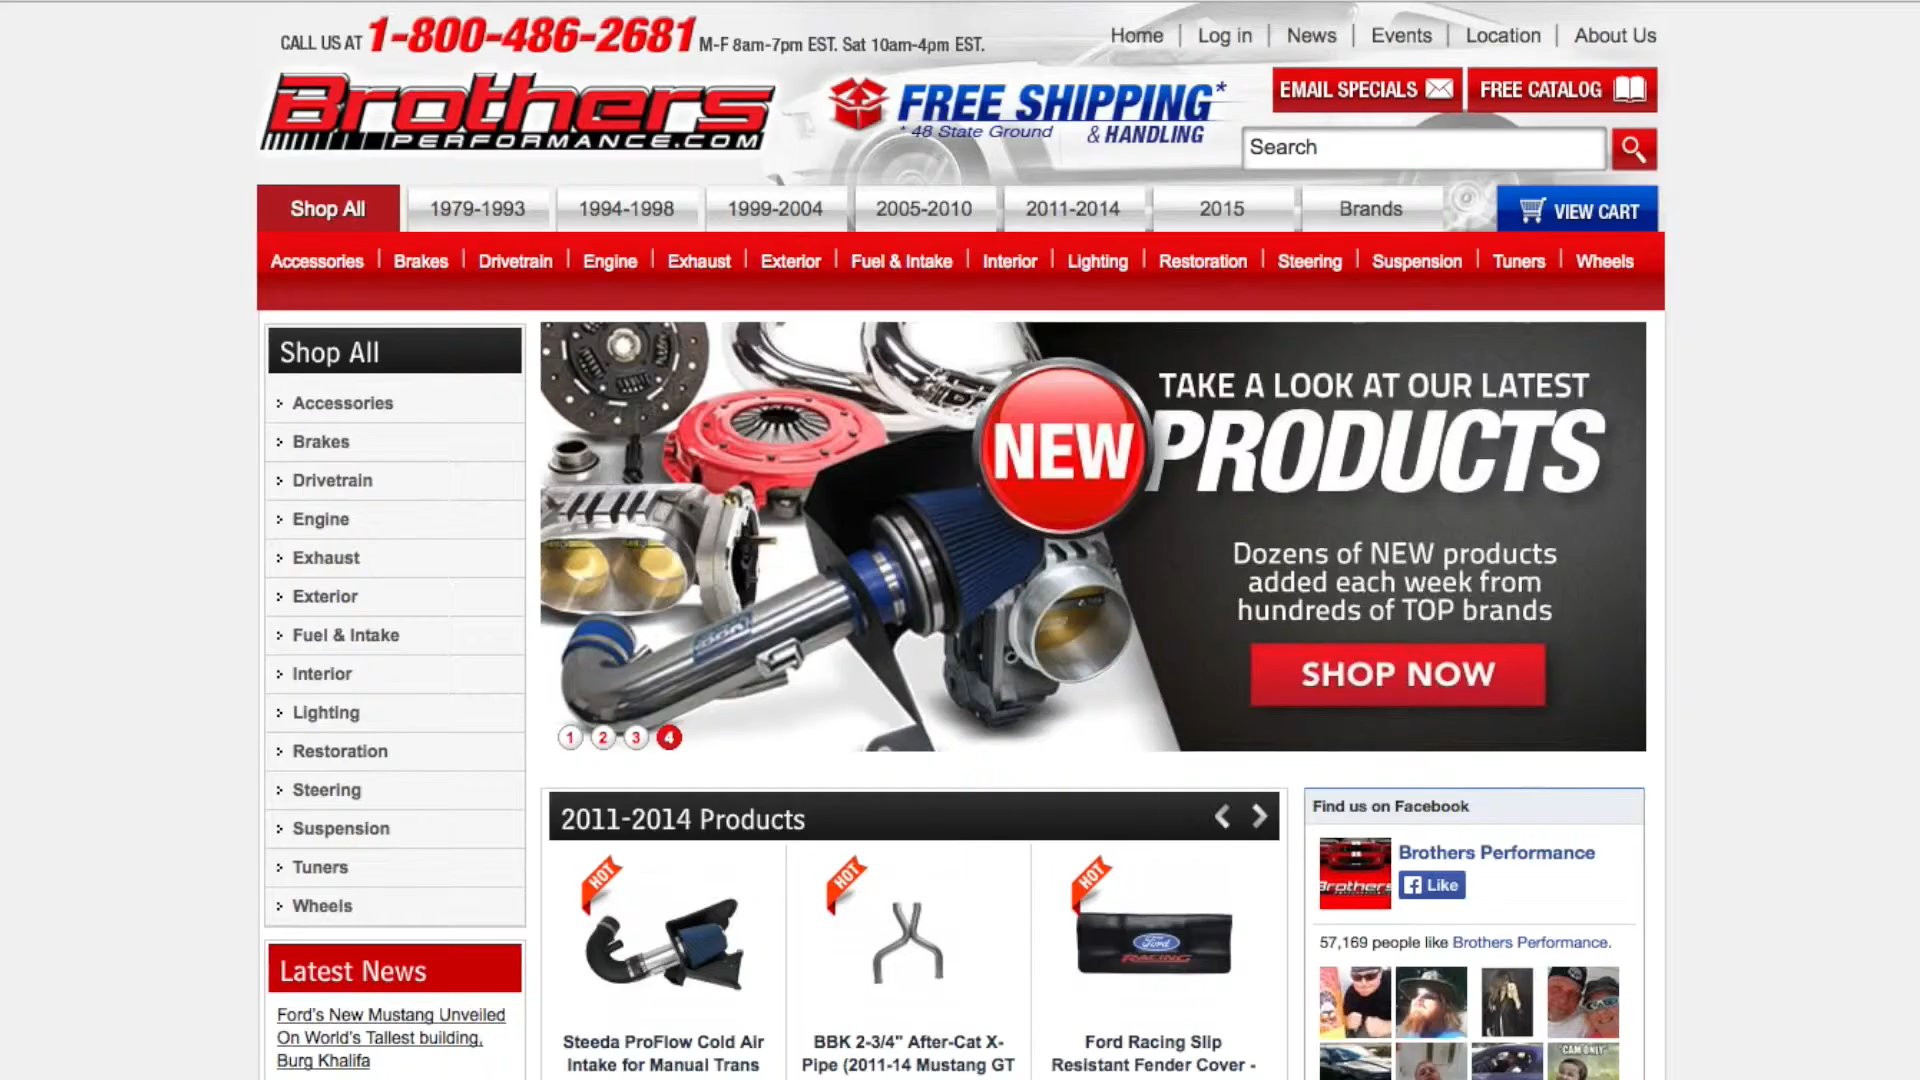 CALL US AT 1-800-486-2681 M-F 8am-7pm EST. Sat 10am-4pm EST.
Home | Log in | News | Events | Location | About Us
Brothers
PERFORMANCE.COM
FREE SHIPPING*
* 48 State Ground & HANDLING
EMAIL SPECIALS
FREE CATALOG
Search
Shop All
1979-1993
1994-1998
1999-2004
2005-2010
2011-2014
2015
Brands
VIEW CART
Accessories | Brakes | Drivetrain | Engine | Exhaust | Exterior | Fuel & Intake | Interior | Lighting | Restoration | Steering | Suspension | Tuners | Wheels
Shop All
Accessories
Brakes
Drivetrain
Engine
Exhaust
Exterior
Fuel & Intake
Interior
Lighting
Restoration
Steering
Suspension
Tuners
Wheels
Latest News
Ford's New Mustang Unveiled
On World's Tallest building,
Burg Khalifa
NEW
TAKE A LOOK AT OUR LATEST
PRODUCTS
Dozens of NEW products
added each week from
hundreds of TOP brands
SHOP NOW
BBK
1 2 3 4
2011-2014 Products
HOT
Steeda ProFlow Cold Air
Intake for Manual Trans
HOT
BBK 2-3/4" After-Cat X-
Pipe (2011-14 Mustang GT
HOT
Ford
RACING
Ford Racing Slip
Resistant Fender Cover -
Find us on Facebook
Brothers
Brothers Performance
Like
57,169 people like Brothers Performance.
"CAM ONLY"